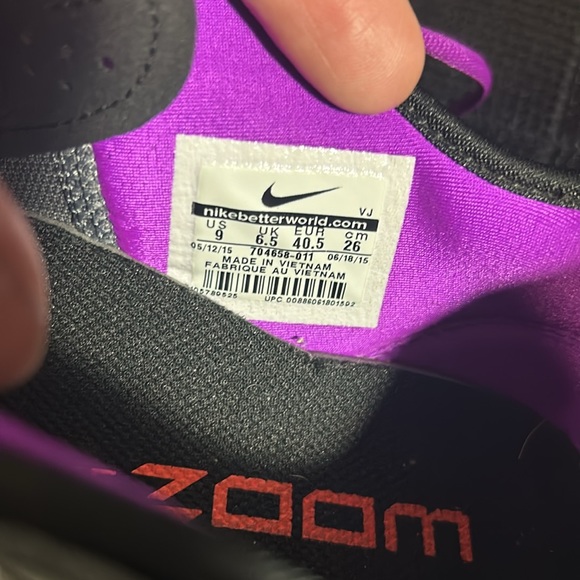 VJ
nikebetterworld.com
US UK EUR cm
9 6.5 40.5 26
05/12/15 704658-011 06/18/15
MADE IN VIETNAM
FABRIQUE AU VIETNAM
UPC 00886061801592
ZOOM